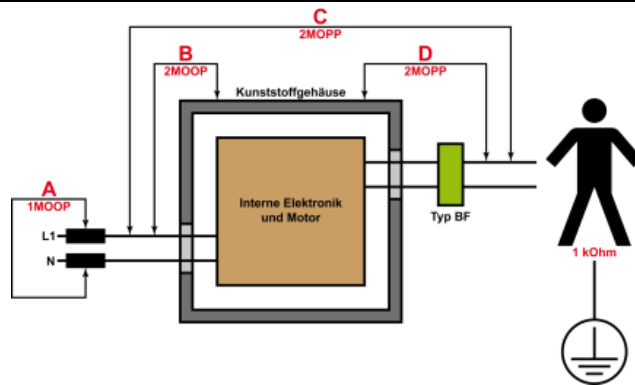 C
2MOPP
B
2MOOP
D
2MOPP
Kunststoffgehäuse
A
1MOOP
L1
N
Interne Elektronik
und Motor
Typ BF
1 kOhm